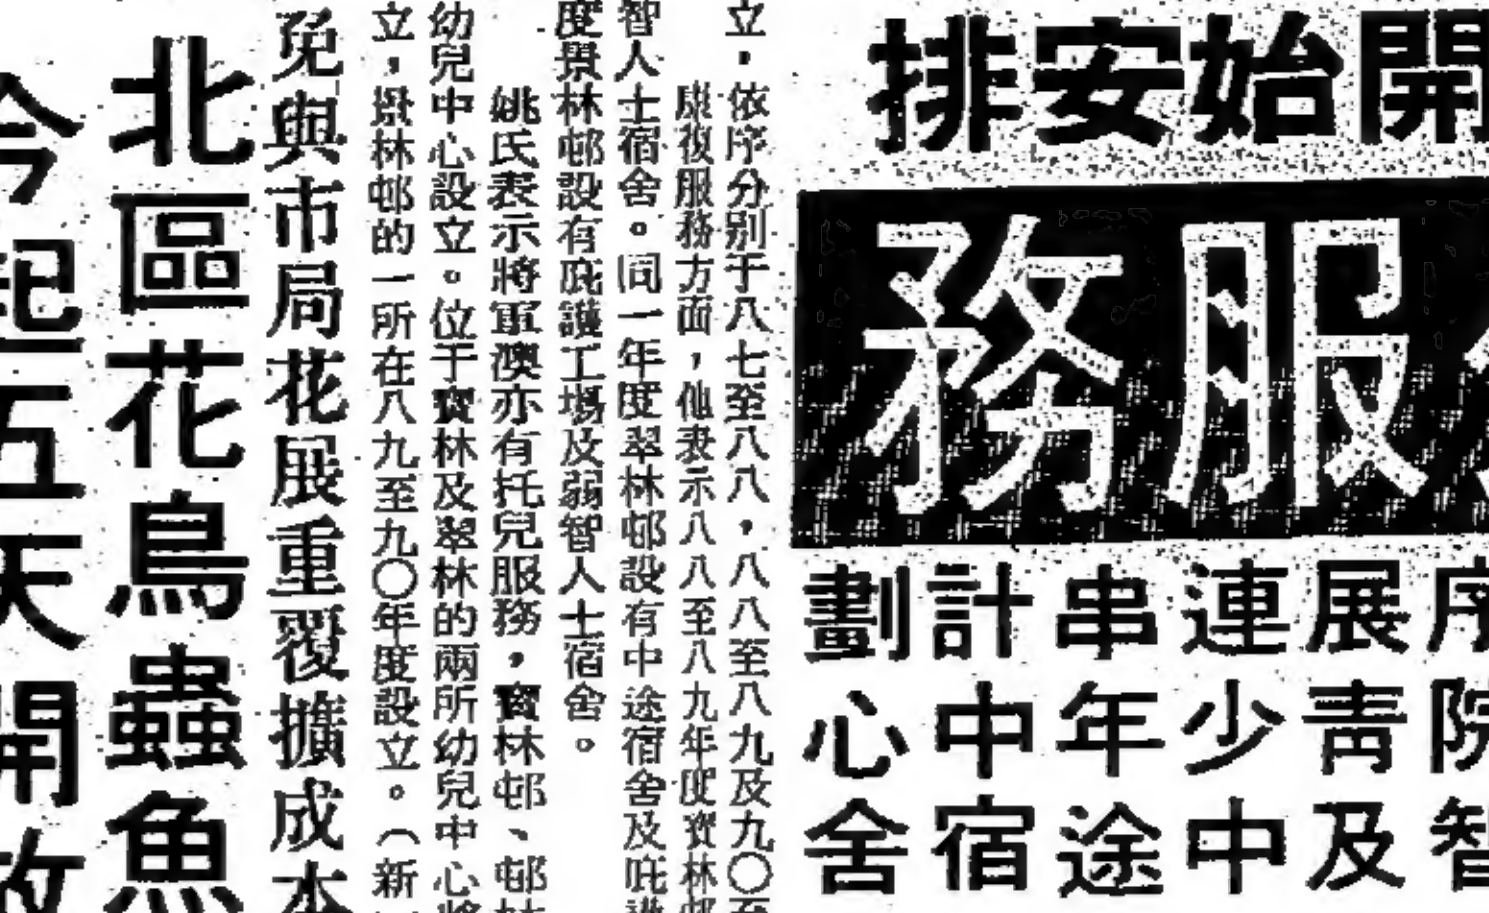 開始安排
服務
序展連串計劃
院青少年中心
智及中途宿舍
立，依序分别于八七至八八，八八至八九及九〇至
康復服務方面，他表示八八至八九年度寶林邨
智人士宿舍。同一年度翠林邨設有中途宿舍及庇護
度景林邨設有庇護工場及弱智人士宿舍。
姚氏表示將軍澳亦有托兒服務，寶林邨、邨
幼兒中心設立。位于寶林及翠林的兩所幼兒中心將
立，景林邨的一所在八九至九〇年度設立。（新
免與市局花展重覆擴成本
北區花鳥蟲魚
今起五天開放